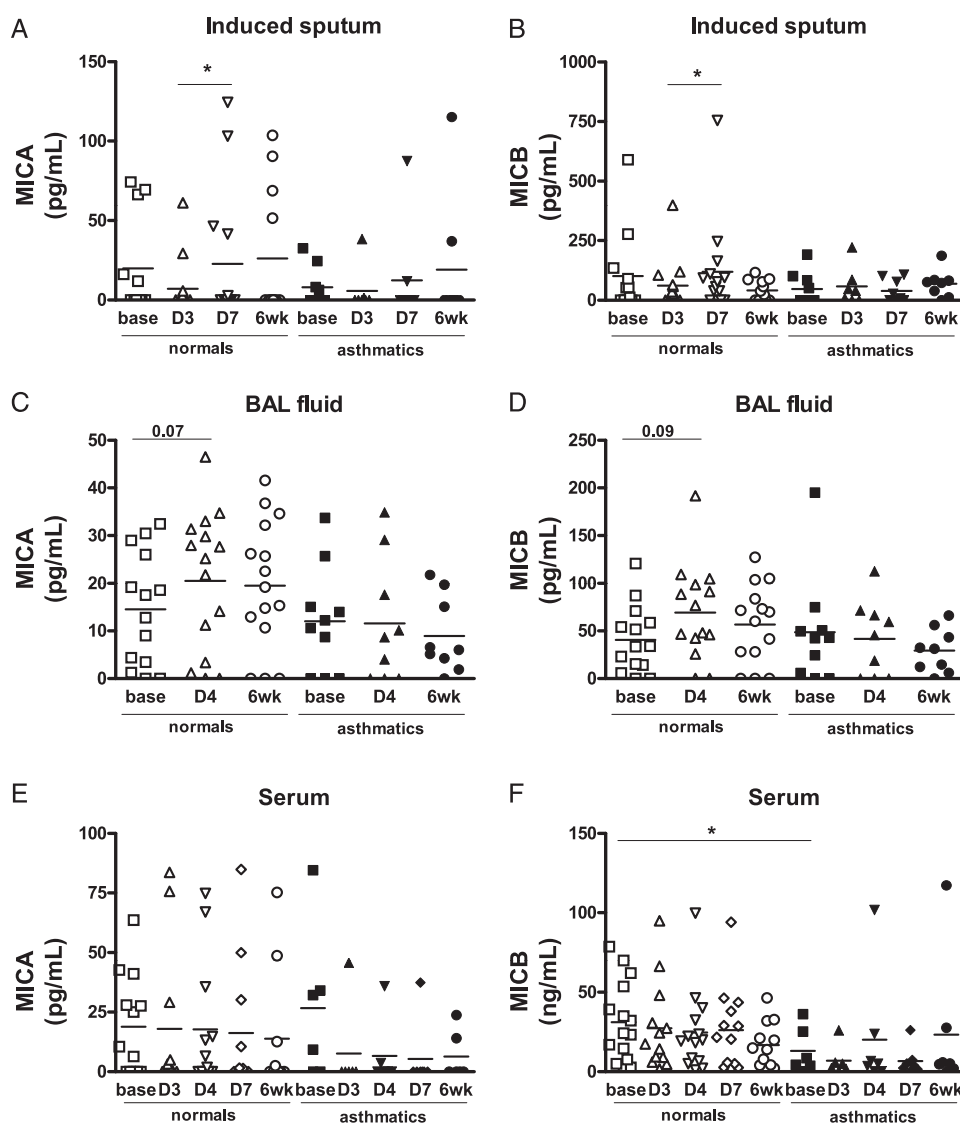 A
Induced sputum
MICA
(pg/mL)
150
100
50
0
*
base D3 D7 6wk base D3 D7 6wk
normals asthmatics
B
Induced sputum
MICB
(pg/mL)
1000
750
500
250
0
*
base D3 D7 6wk base D3 D7 6wk
normals asthmatics
C
BAL fluid
MICA
(pg/mL)
50
40
30
20
10
0
0.07
base D4 6wk base D4 6wk
normals asthmatics
D
BAL fluid
MICB
(pg/mL)
250
200
150
100
50
0
0.09
base D4 6wk base D4 6wk
normals asthmatics
E
Serum
MICA
(pg/mL)
100
75
50
25
0
base D3 D4 D7 6wk base D3 D4 D7 6wk
normals asthmatics
F
Serum
MICB
(ng/mL)
150
100
50
0
*
base D3 D4 D7 6wk base D3 D4 D7 6wk
normals asthmatics